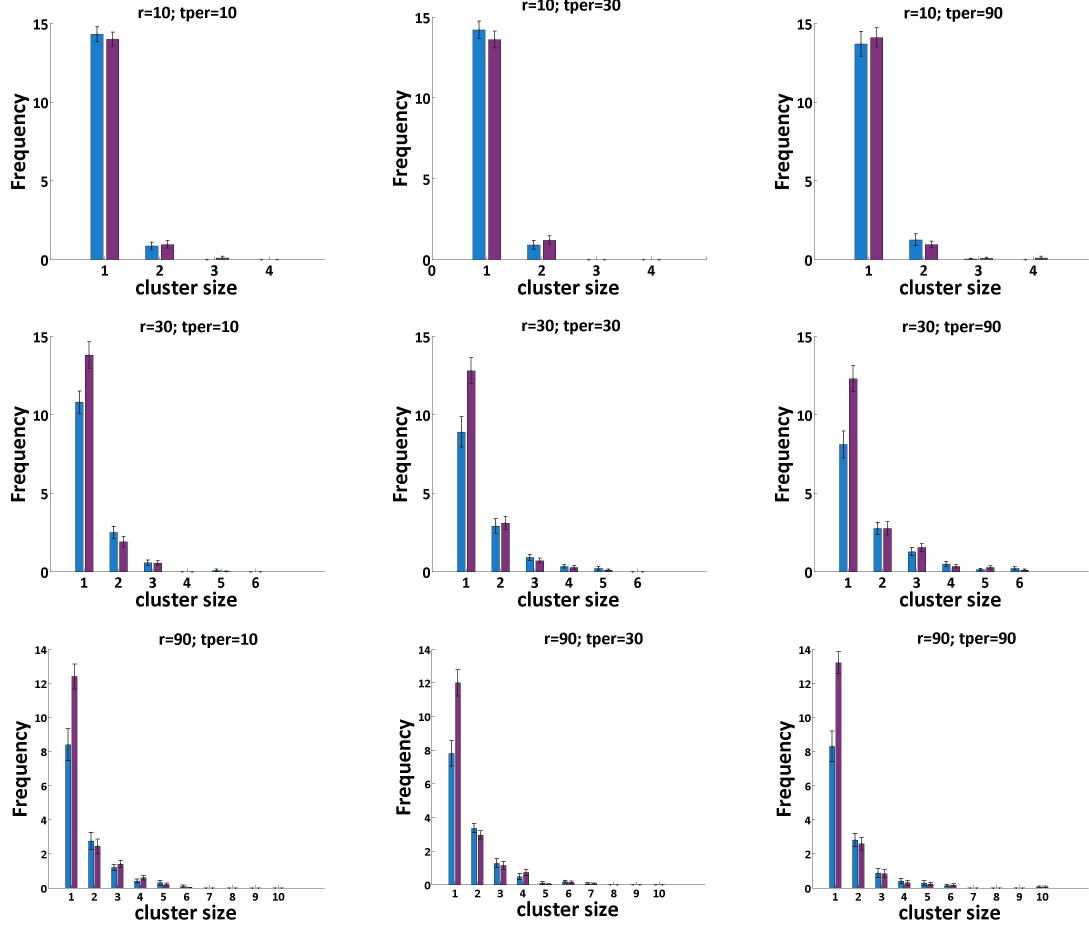 r=10; tper=10
15
10
5
0
Frequency
1 2 3 4
cluster size
r=10; tper=30
15
10
5
0
Frequency
0 1 2 3 4
cluster size
r=10; tper=90
15
10
5
0
Frequency
1 2 3 4
cluster size
r=30; tper=10
15
10
5
0
Frequency
1 2 3 4 5 6
cluster size
r=30; tper=30
15
10
5
0
Frequency
1 2 3 4 5 6
cluster size
r=30; tper=90
15
10
5
0
Frequency
1 2 3 4 5 6
cluster size
r=90; tper=10
14
12
10
8
6
4
2
0
Frequency
1 2 3 4 5 6 7 8 9 10
cluster size
r=90; tper=30
14
12
10
8
6
4
2
0
Frequency
1 2 3 4 5 6 7 8 9 10
cluster size
r=90; tper=90
14
12
10
8
6
4
2
0
Frequency
1 2 3 4 5 6 7 8 9 10
cluster size